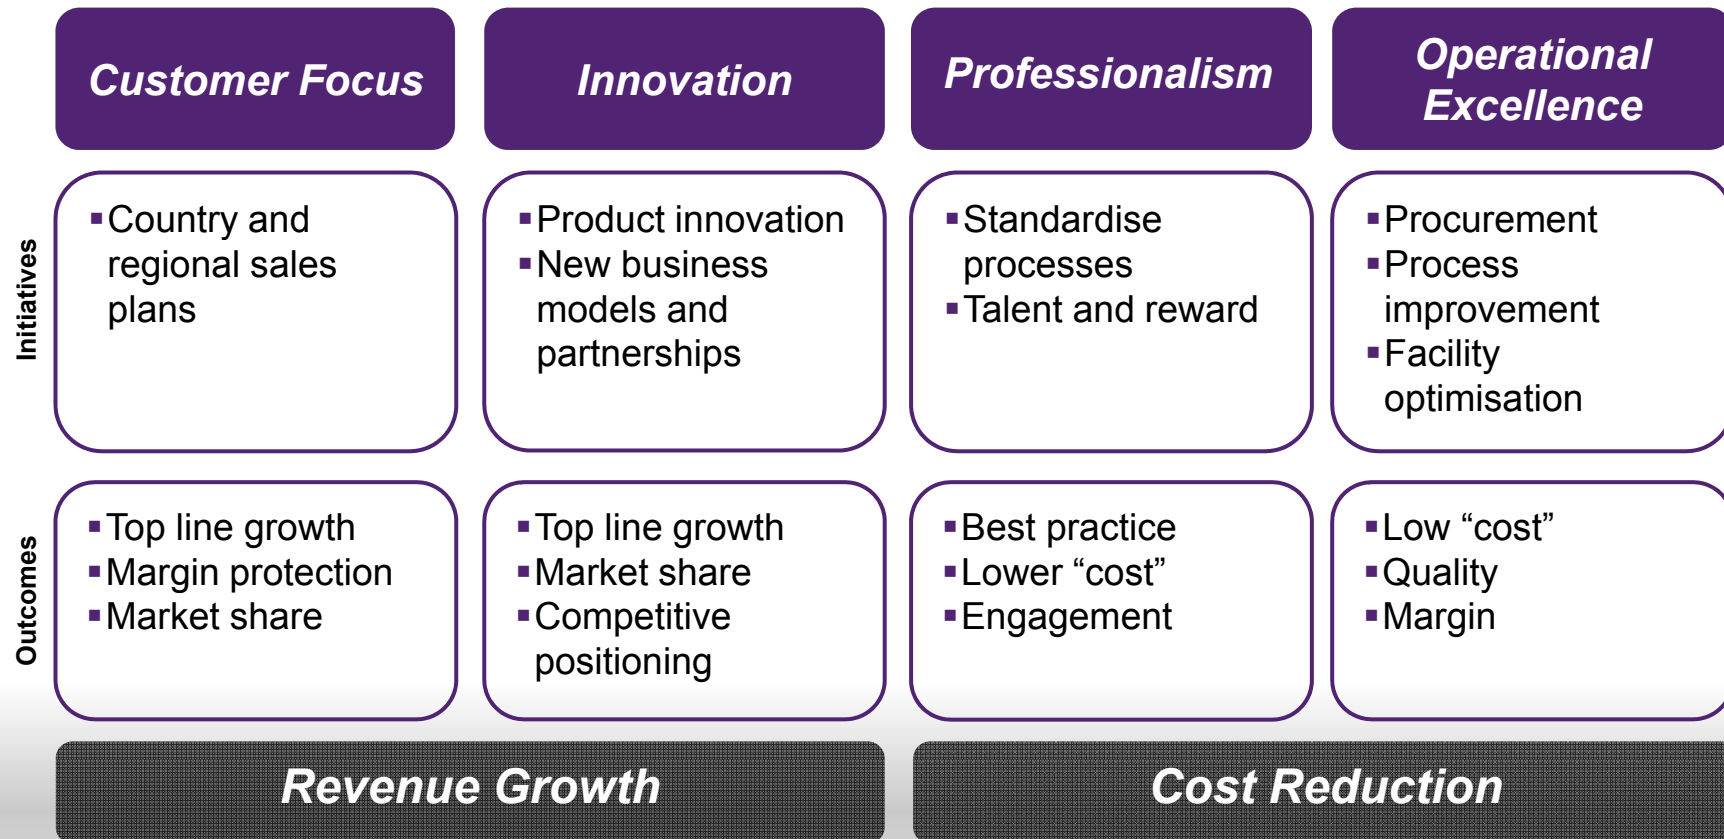 Customer Focus
Innovation
Professionalism
Operational
Excellence
Initiatives
▪Country and
regional sales
plans
▪Product innovation
▪New business
models and
partnerships
▪Standardise
processes
▪Talent and reward
▪Procurement
▪Process
improvement
▪Facility
optimisation
Outcomes
▪Top line growth
▪Margin protection
▪Market share
▪Top line growth
▪Market share
▪Competitive
positioning
▪Best practice
▪Lower “cost”
▪Engagement
▪Low “cost”
▪Quality
▪Margin
Revenue Growth
Cost Reduction